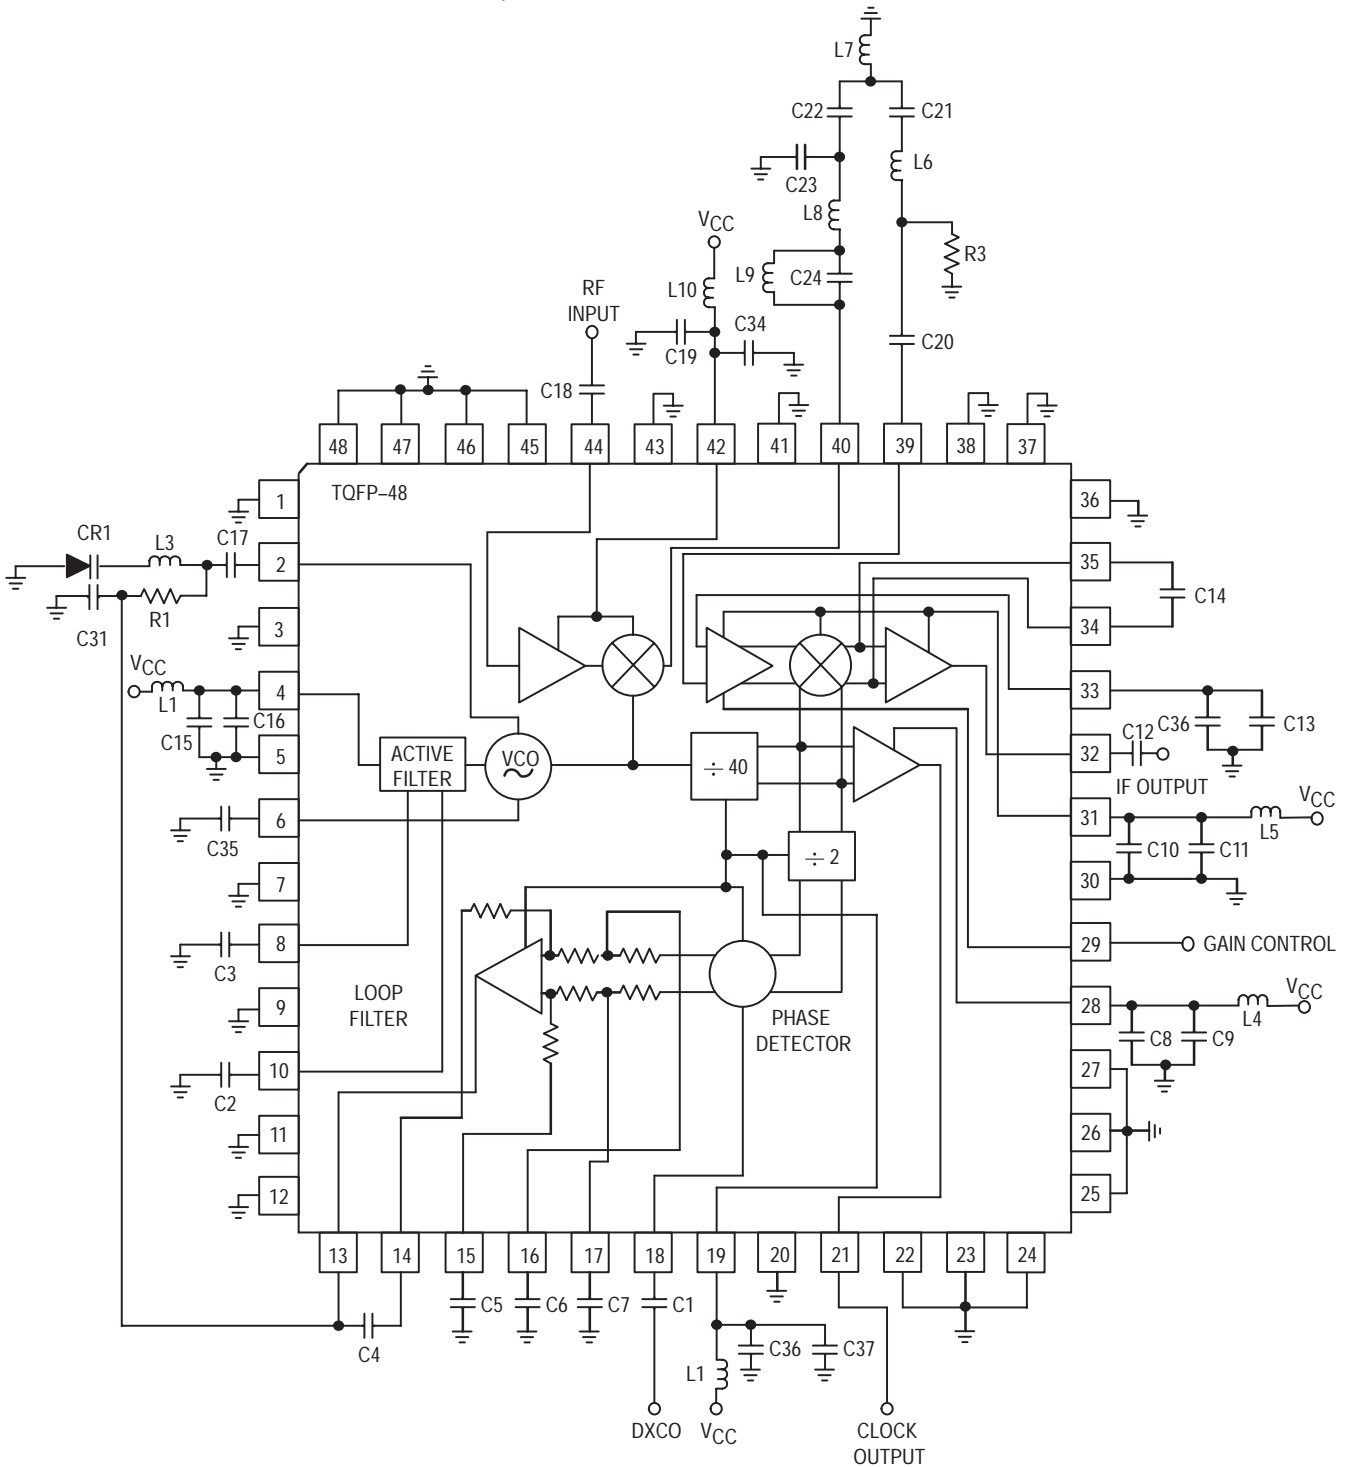 L7
C22
C21
C23
L6
L8
VCC
L9
C24
R3
L10
RF
INPUT
C34
C19
C20
C18
48
47
46
45
44
43
42
41
40
39
38
37
TQFP–48
1
36
CR1
L3
C17
2
35
C14
C31
R1
3
34
VCC
L1
4
33
C15
C16
C36
C13
5
ACTIVE
FILTER
VCO
÷ 40
32
C12
IF OUTPUT
6
C35
31
L5
VCC
C10
C11
7
÷ 2
30
8
C3
29
GAIN CONTROL
9
LOOP
FILTER
PHASE
DETECTOR
28
L4
VCC
C8
C9
10
C2
27
11
26
12
25
13
14
15
16
17
18
19
20
21
22
23
24
C4
C5
C6
C7
C1
C36
C37
L1
DXCO
VCC
CLOCK
OUTPUT